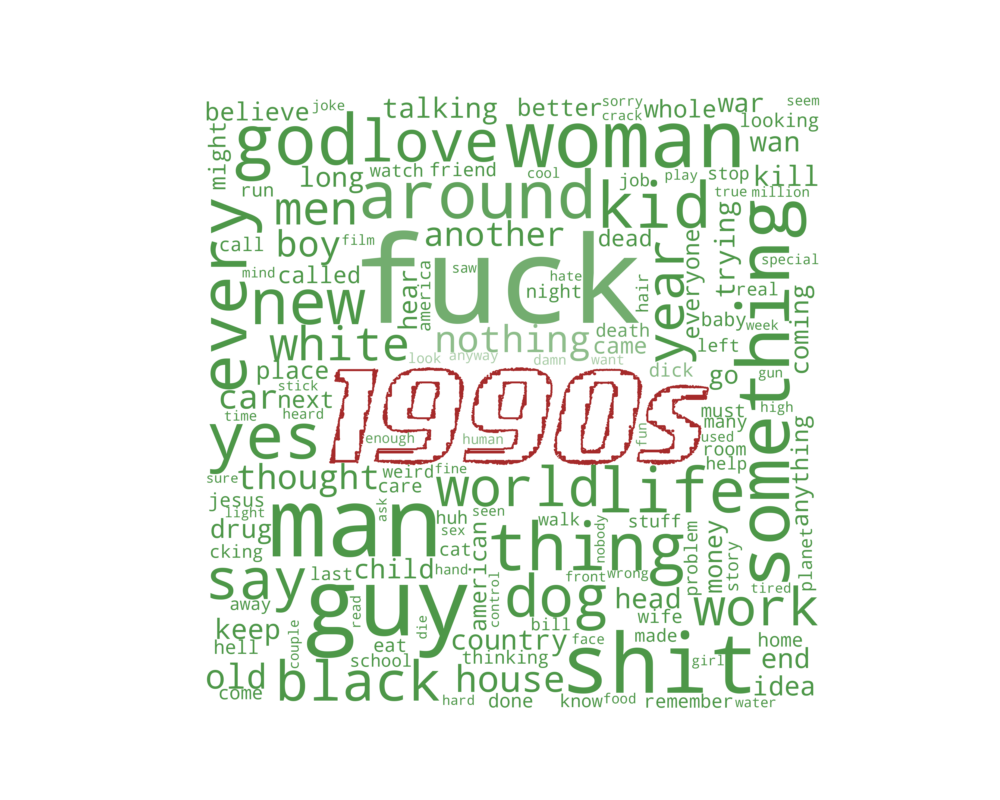 believe joke talking better sorry whole war seem
crack looking
might god love woman wan
run long watch friend cool job play stop kill
true million
every men around kid trying something
call boy film another dead everyone special
mind called hear america saw hate night hair year real
new fuck baby week coming
white nothing death left
look anyway damn came want
place stick dick go gun
car next 1990s must high
time heard many
yes enough human fun used room
sure thought weird fine help anything
jesus care world life
light man ask huh seen walk stuff
drug sex nobody problem money story planet
cking cat american thing
say last child hand front wrong tired
away guy read control dog head work
keep couple die bill wife
hell eat country face made home
school thinking girl end
old black house shit idea
come hard done know food remember water